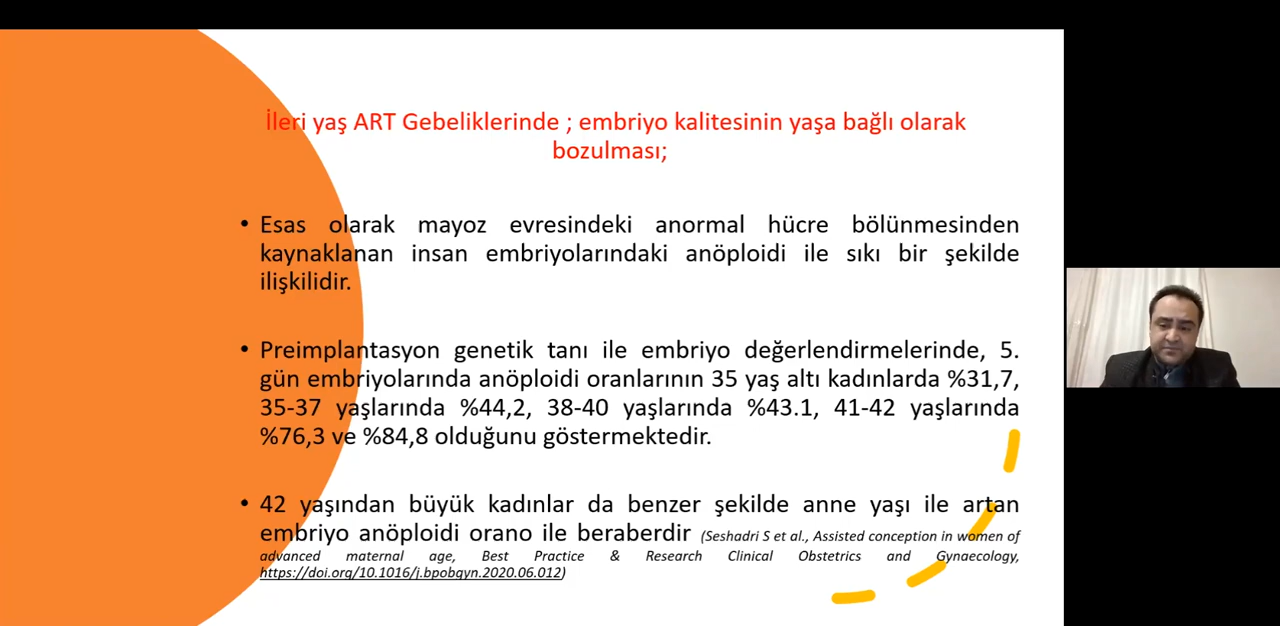 İleri yaş ART Gebeliklerinde ; embriyo kalitesinin yaşa bağlı olarak
bozulması;
• Esas olarak mayoz evresindeki anormal hücre bölünmesinden
kaynaklanan insan embriyolarındaki anöploidi ile sıkı bir şekilde
ilişkilidir.
• Preimplantasyon genetik tanı ile embriyo değerlendirmelerinde, 5.
gün embriyolarında anöploidi oranlarının 35 yaş altı kadınlarda %31,7,
35-37 yaşlarında %44,2, 38-40 yaşlarında %43.1, 41-42 yaşlarında
%76,3 ve %84,8 olduğunu göstermektedir.
• 42 yaşından büyük kadınlar da benzer şekilde anne yaşı ile artan
embriyo anöploidi orano ile beraberdir (Seshadri S et al., Assisted conception in women of
advanced maternal age, Best Practice & Research Clinical Obstetrics and Gynaecology,
https://doi.org/10.1016/j.bpobgyn.2020.06.012)